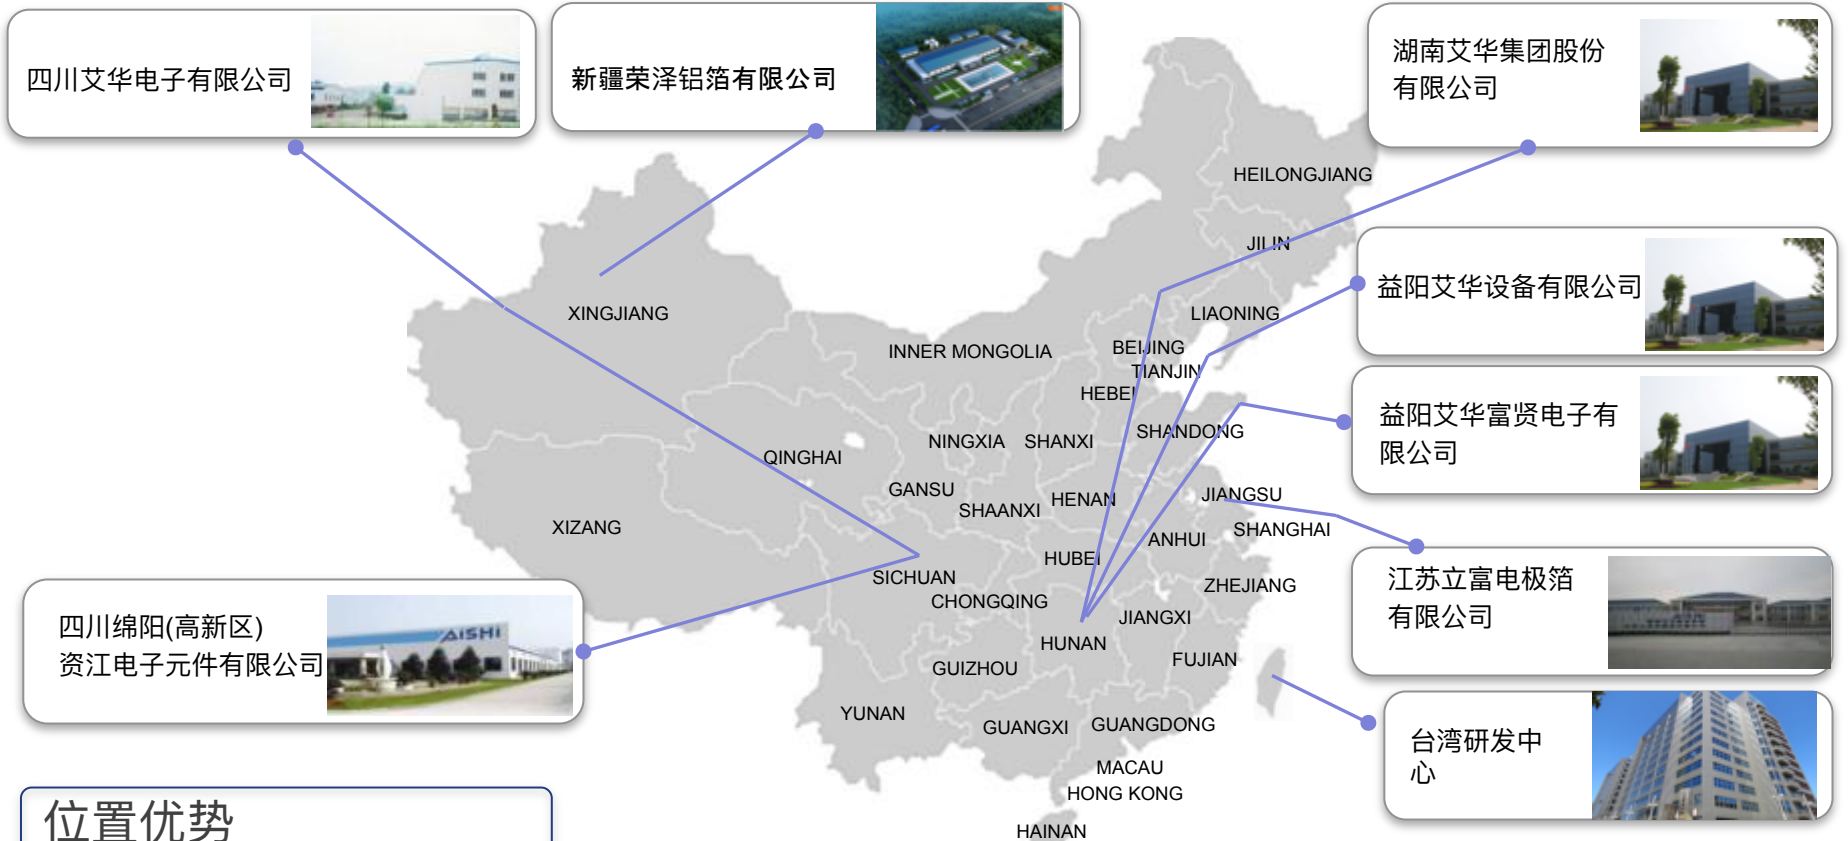 四川艾华电子有限公司
新疆荣泽铝箔有限公司
湖南艾华集团股份
有限公司
HEILONGJIANG
JILIN
益阳艾华设备有限公司
XINGJIANG
LIAONING
INNER MONGOLIA
BEIJING
TIANJIN
HEBEI
益阳艾华富贤电子有
限公司
NINGXIA
SHANXI
SHANDONG
QINGHAI
GANSU
SHAANXI
HENAN
JIANGSU
XIZANG
SHANGHAI
ANHUI
HUBEI
SICHUAN
CHONGQING
ZHEJIANG
江苏立富电极箔
有限公司
JIANGXI
四川绵阳(高新区)
资江电子元件有限公司
AISHI
HUNAN
FUJIAN
GUIZHOU
YUNAN
GUANGXI
GUANGDONG
台湾研发中
心
MACAU
HONG KONG
HAINAN
位置优势